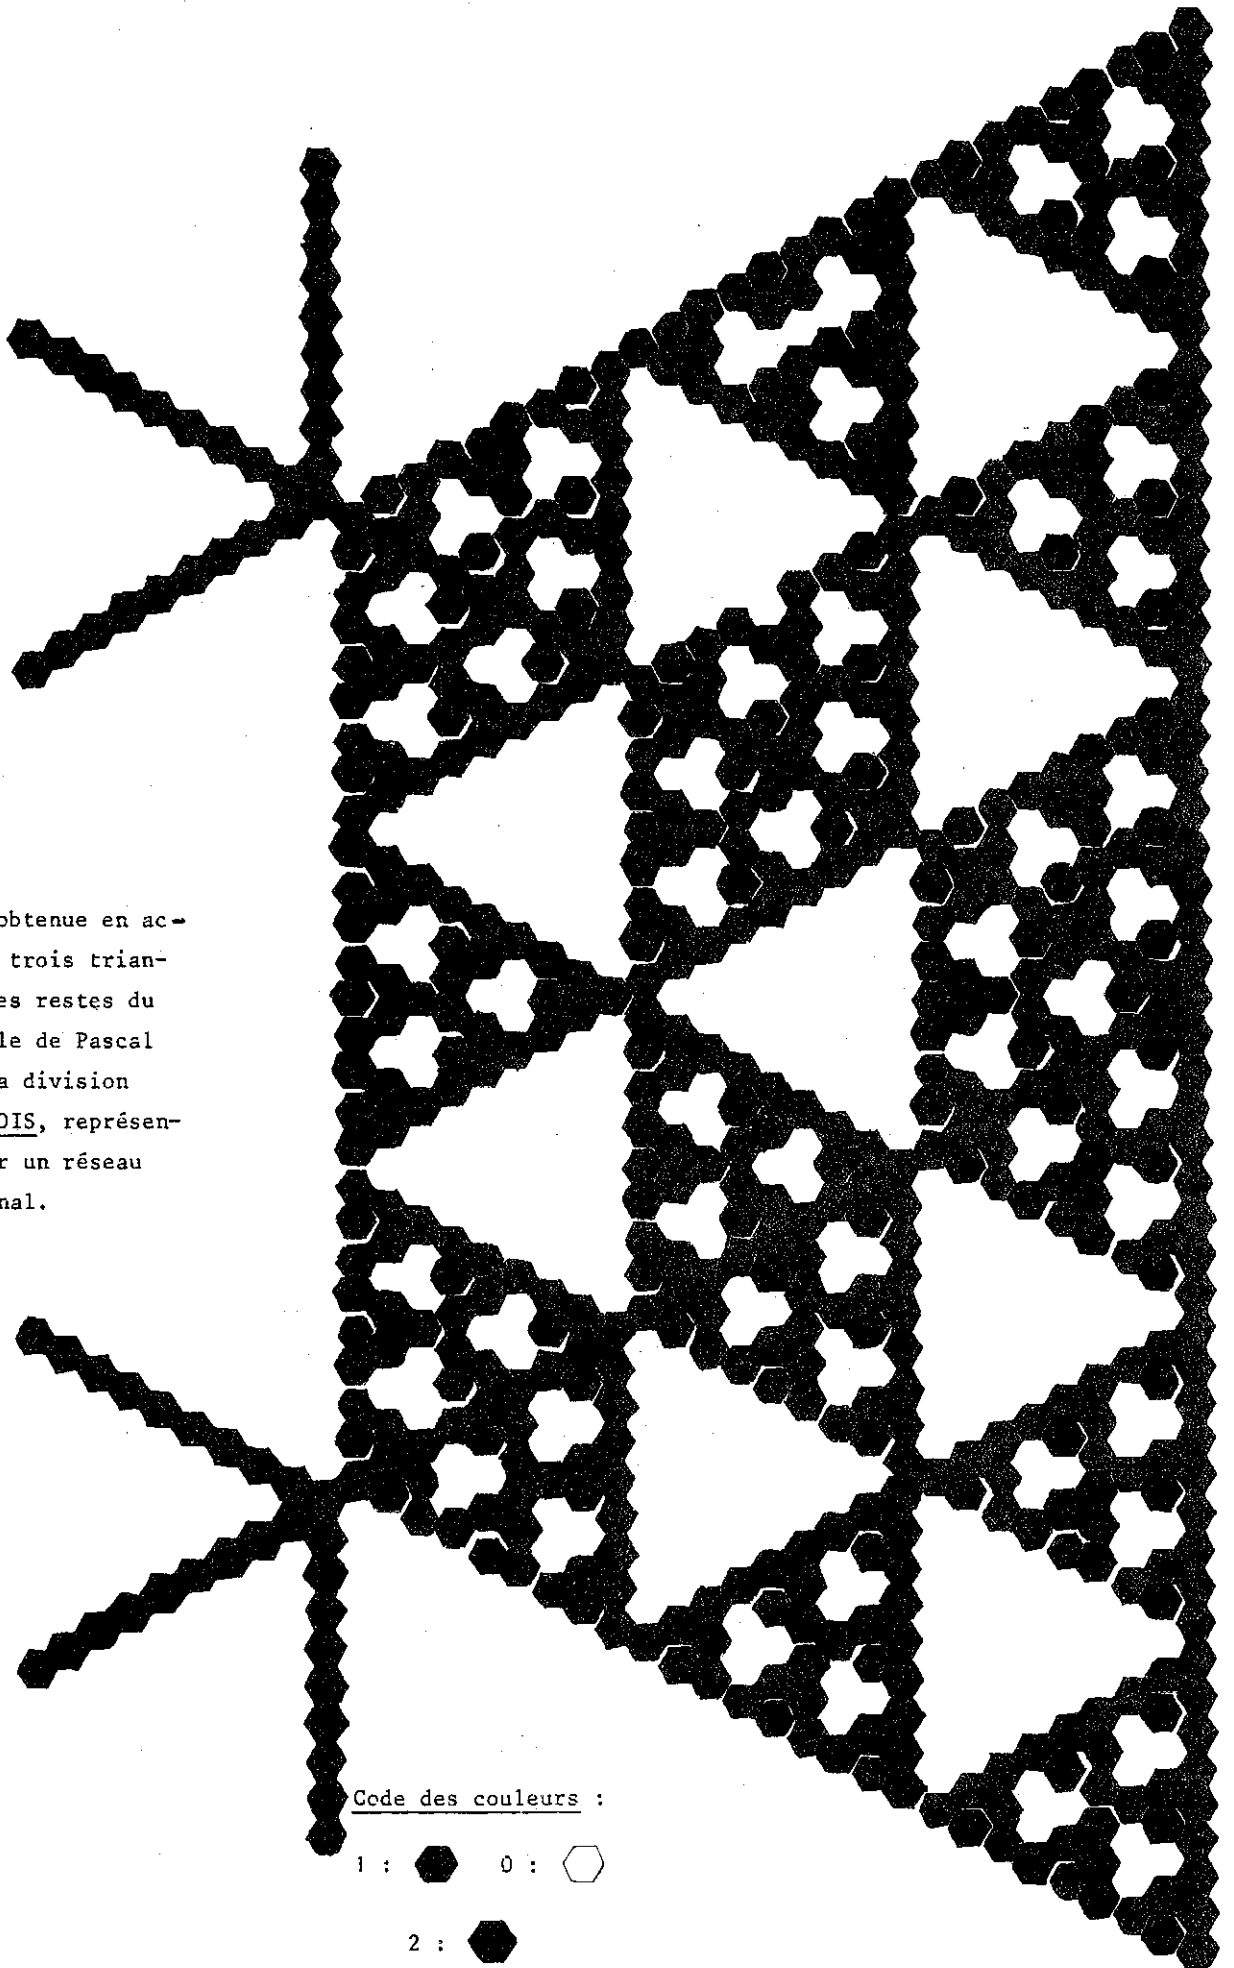 obtenue en ac-
trois trian-
es restes du
le de Pascal
a division
OIS, représen-
r un réseau
nal.
Code des couleurs :
1 : 0 :
2 :